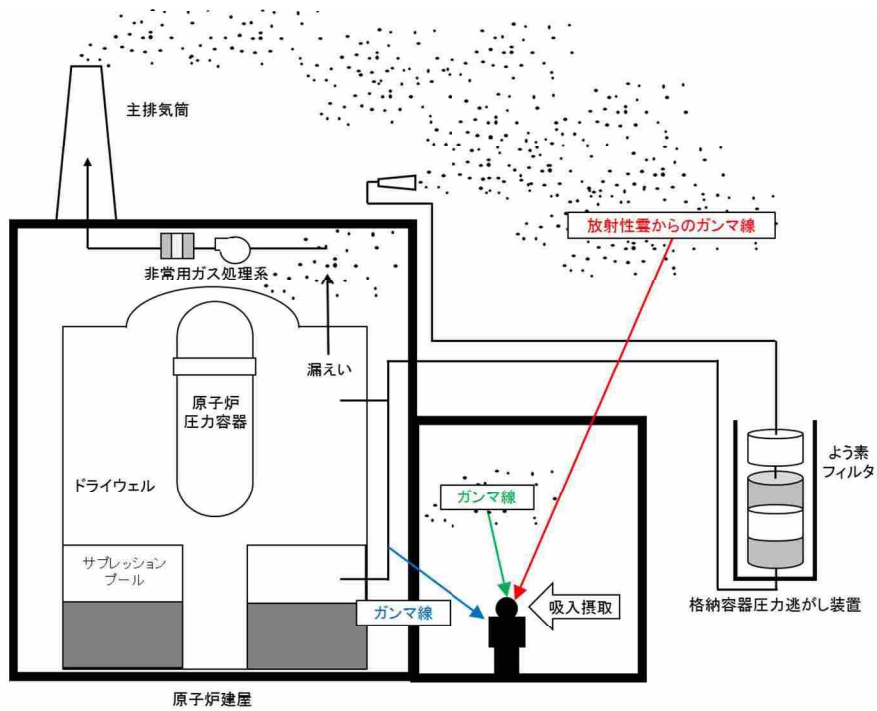 主排気筒
放射性雲からのガンマ線
非常用ガス処理系
漏えい
原子炉
圧力容器
ドライウェル
よう素
フィルタ
ガンマ線
サプレッション
プール
ガンマ線
吸入摂取
格納容器圧力逃がし装置
原子炉建屋